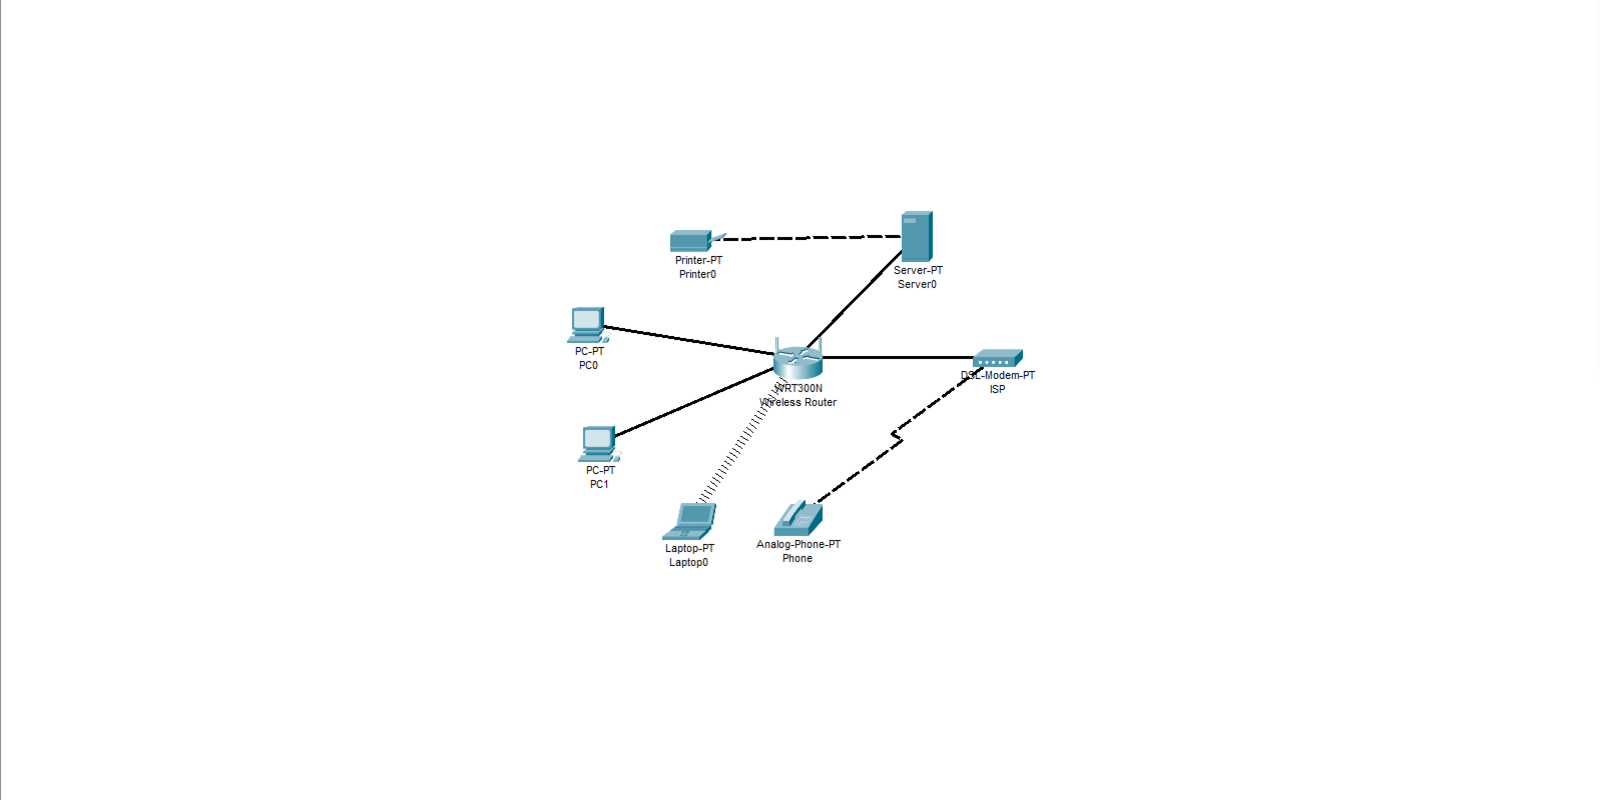 Printer-PT
Printer0
Server-PT
Server0
PC-PT
PC0
DSL-Modem-PT
ISP
WRT300N
Wireless Router
PC-PT
PC1
Laptop-PT
Laptop0
Analog-Phone-PT
Phone